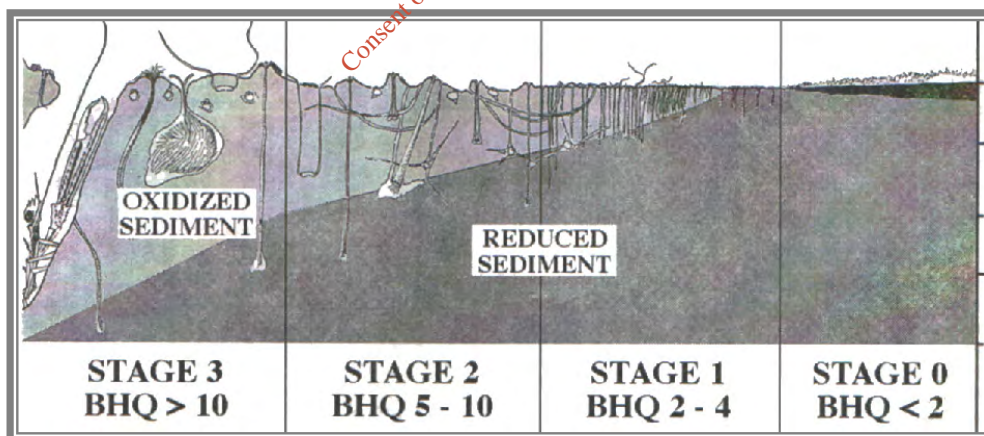 Consent o
OXIDIZED
SEDIMENT
REDUCED
SEDIMENT
STAGE 3
BHQ > 10
STAGE 2
BHQ 5 - 10
STAGE 1
BHQ 2 - 4
STAGE 0
BHQ < 2